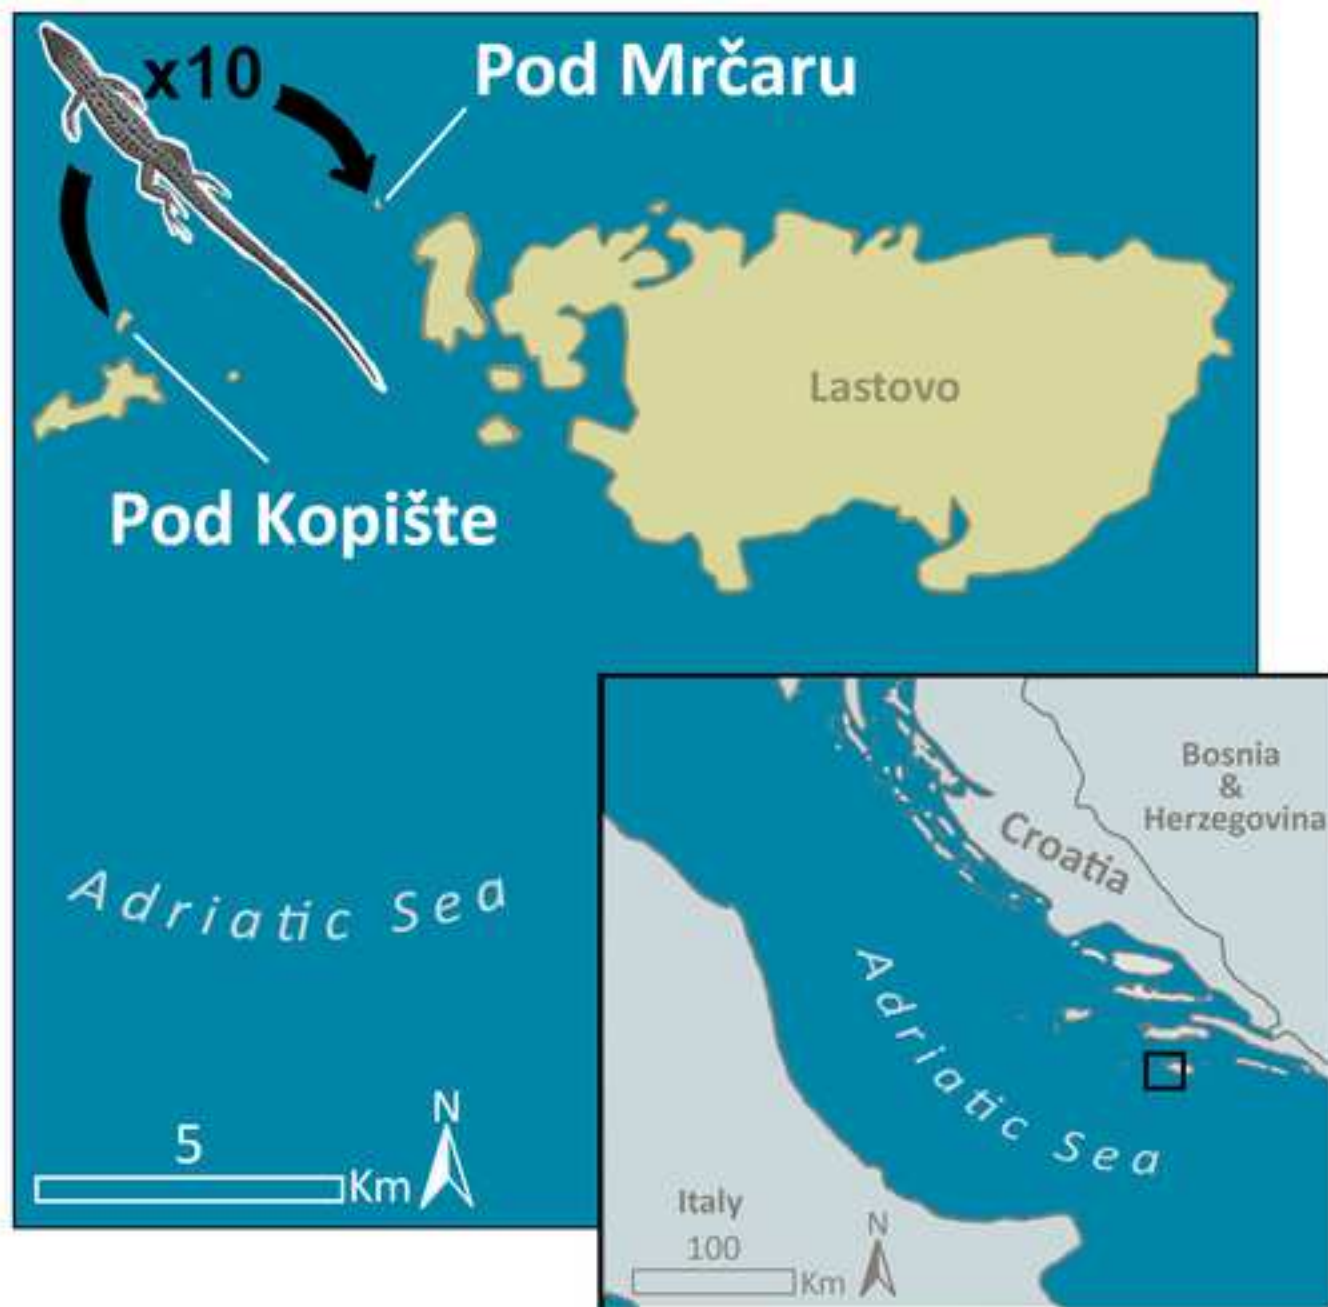 x10
Pod Mrčaru
Lastovo
Pod Kopište
Adriatic Sea
5
Km
N
Bosnia
&
Herzegovina
Croatia
Adriatic Sea
Italy
100
Km
N